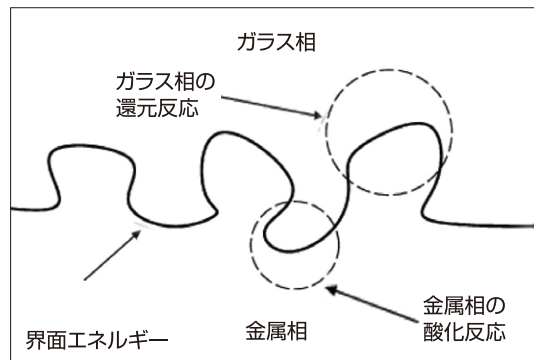 ガラス相
ガラス相の
還元反応
金属相の
酸化反応
界面エネルギー
金属相